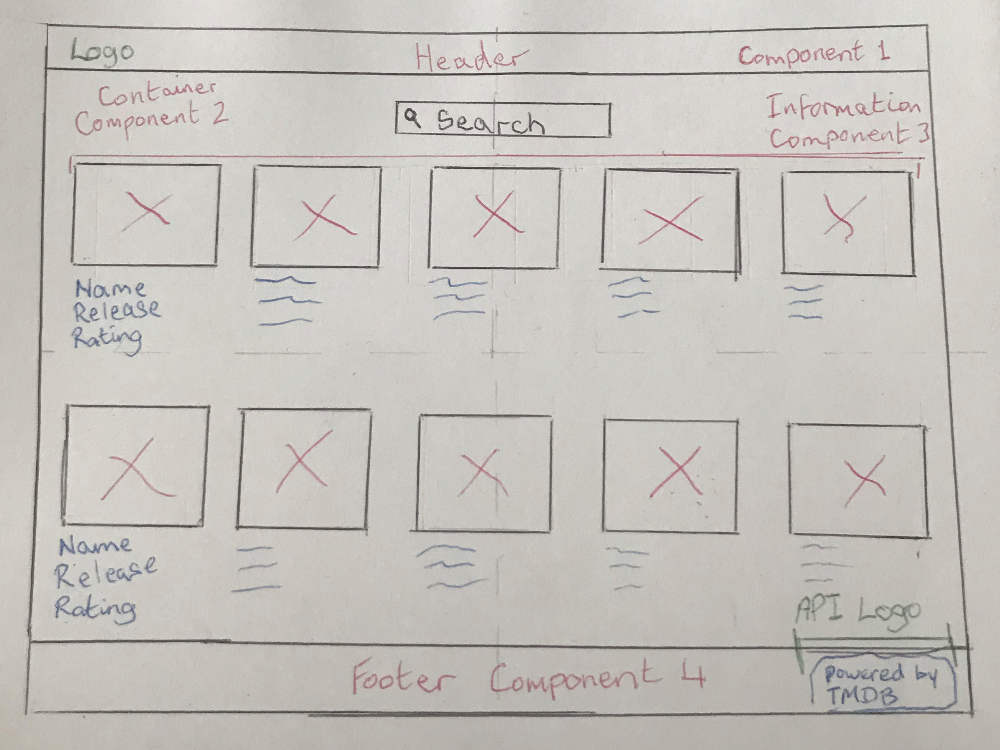 Logo
Header
Component 1
Container
Component 2
Search
Information
Component 3
Name
Release
Rating
Name
Release
Rating
API Logo
Footer Component 4
powered by
TMDB